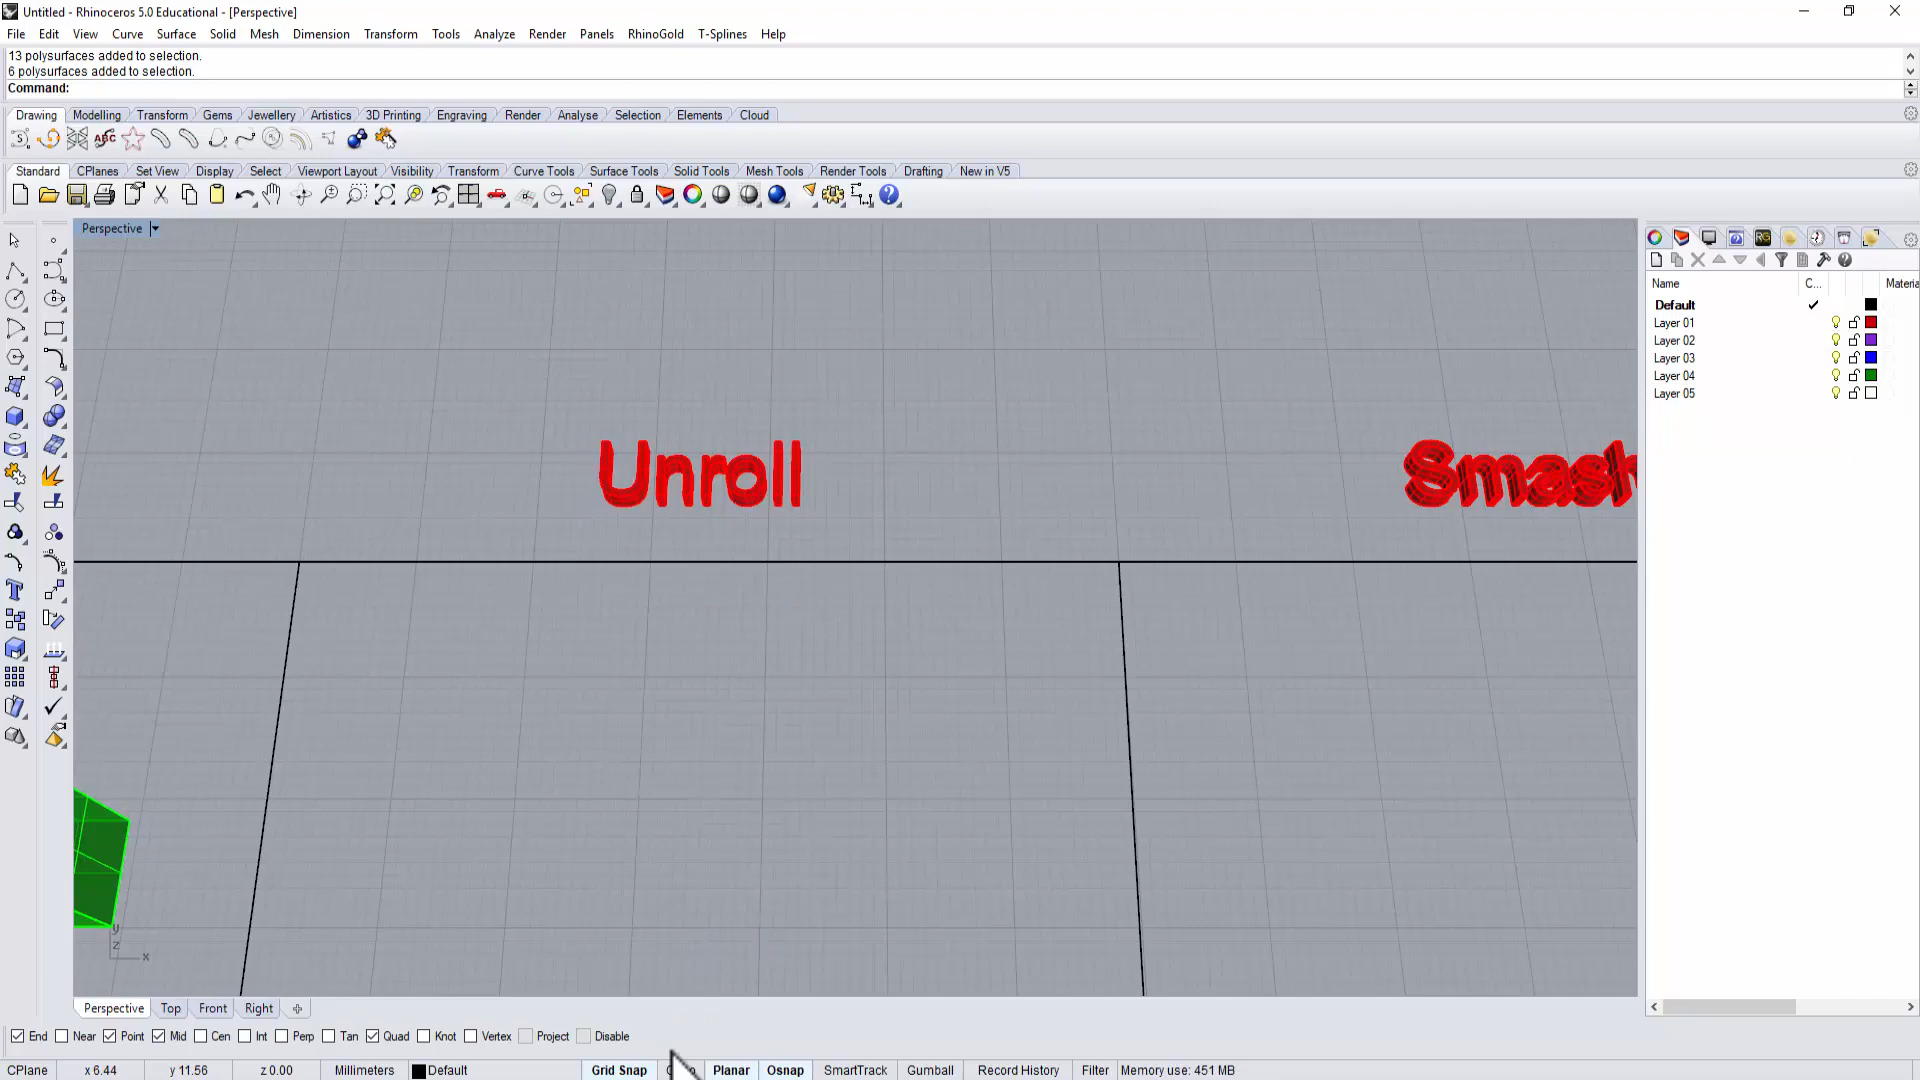 Untitled - Rhinoceros 5.0 Educational - [Perspective]
File Edit View Curve Surface Solid Mesh Dimension Transform Tools Analyze Render Panels RhinoGold T-Splines Help
13 polysurfaces added to selection.
6 polysurfaces added to selection.
Command:
Drawing Modelling Transform Gems Jewellery Artistics 3D Printing Engraving Render Analyse Selection Elements Cloud
ABC
Standard CPlanes Set View Display Select Viewport Layout Visibility Transform Curve Tools Surface Tools Solid Tools Mesh Tools Render Tools Drafting New in V5
Perspective
Name C... Materia
Default
Layer 01
Layer 02
Layer 03
Layer 04
Layer 05
Unroll Smash
y
z
x
Perspective Top Front Right
End Near Point Mid Cen Int Perp Tan Quad Knot Vertex Project Disable
CPlane x 6.44 y 11.56 z 0.00 Millimeters Default Grid Snap Planar Osnap SmartTrack Gumball Record History Filter Memory use: 451 MB